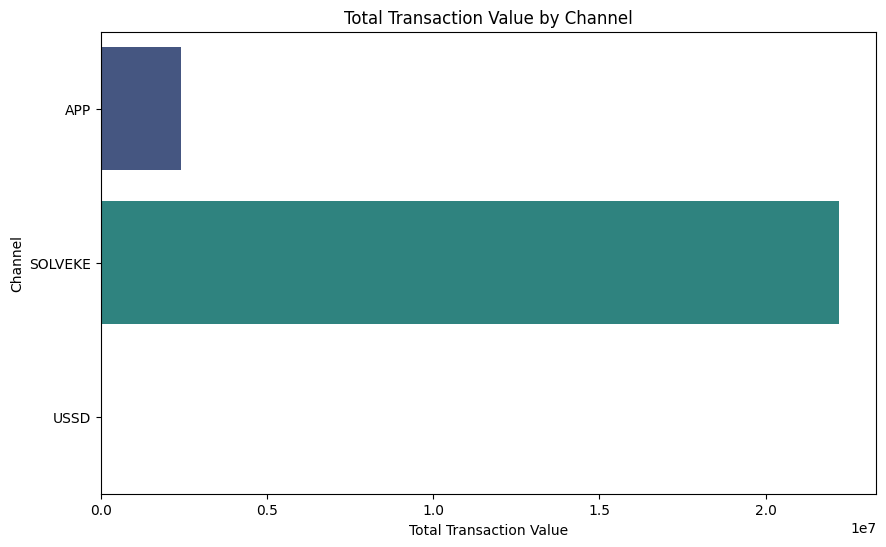 Total Transaction Value by Channel
Channel
APP
SOLVEKE
USSD
0.0 0.5 1.0 1.5 2.0
1e7
Total Transaction Value